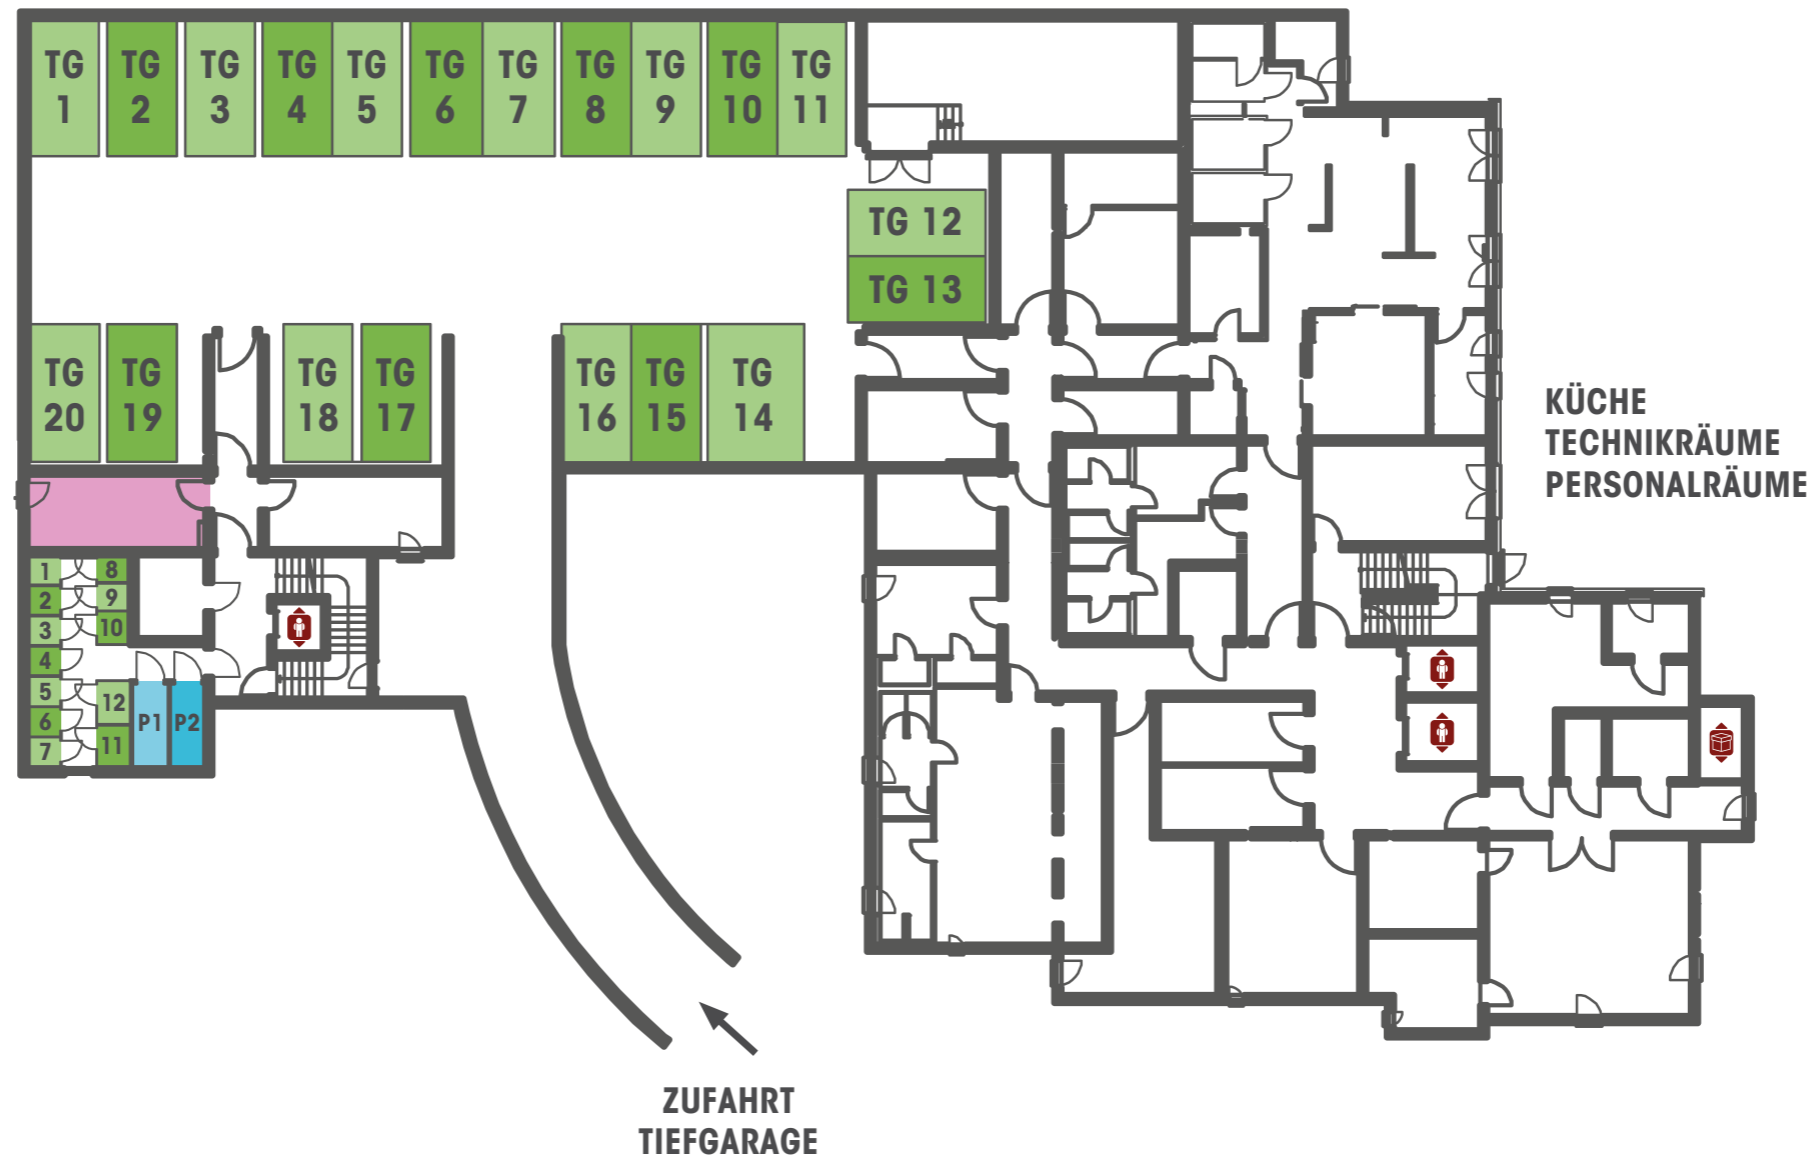 TG
1
TG
2
TG
3
TG
4
TG
5
TG
6
TG
7
TG
8
TG
9
TG
10
TG
11
TG 12
TG 13
TG
20
TG
19
TG
18
TG
17
TG
16
TG
15
TG
14
KÜCHE
TECHNIKRÄUME
PERSONALRÄUME
1
2
3
4
5
6
7
8
9
10
12
11
P1
P2
ZUFAHRT
TIEFGARAGE